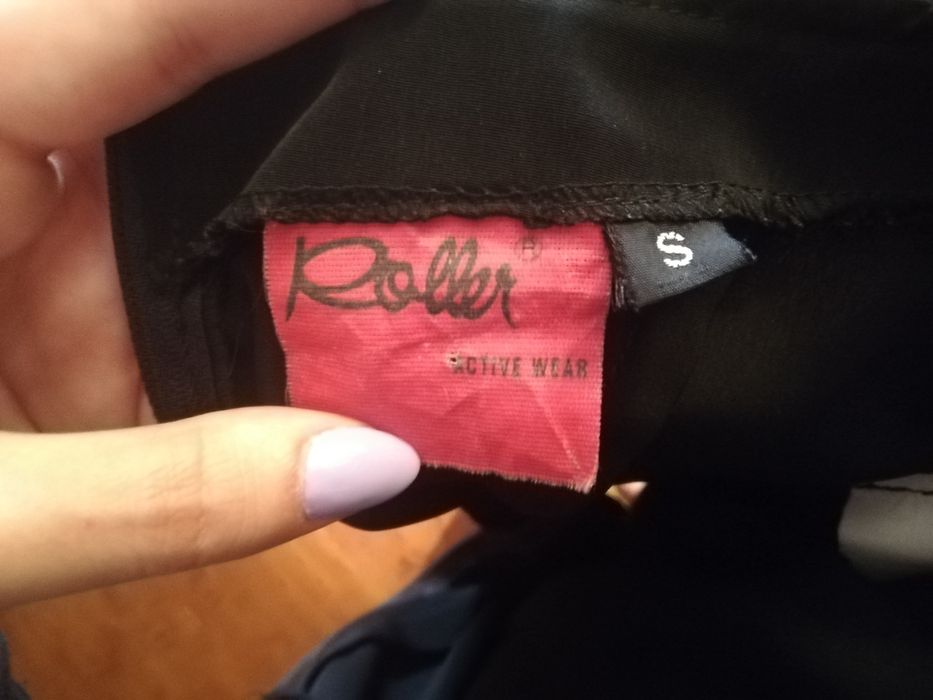 Roller ®
ACTIVE WEAR
S